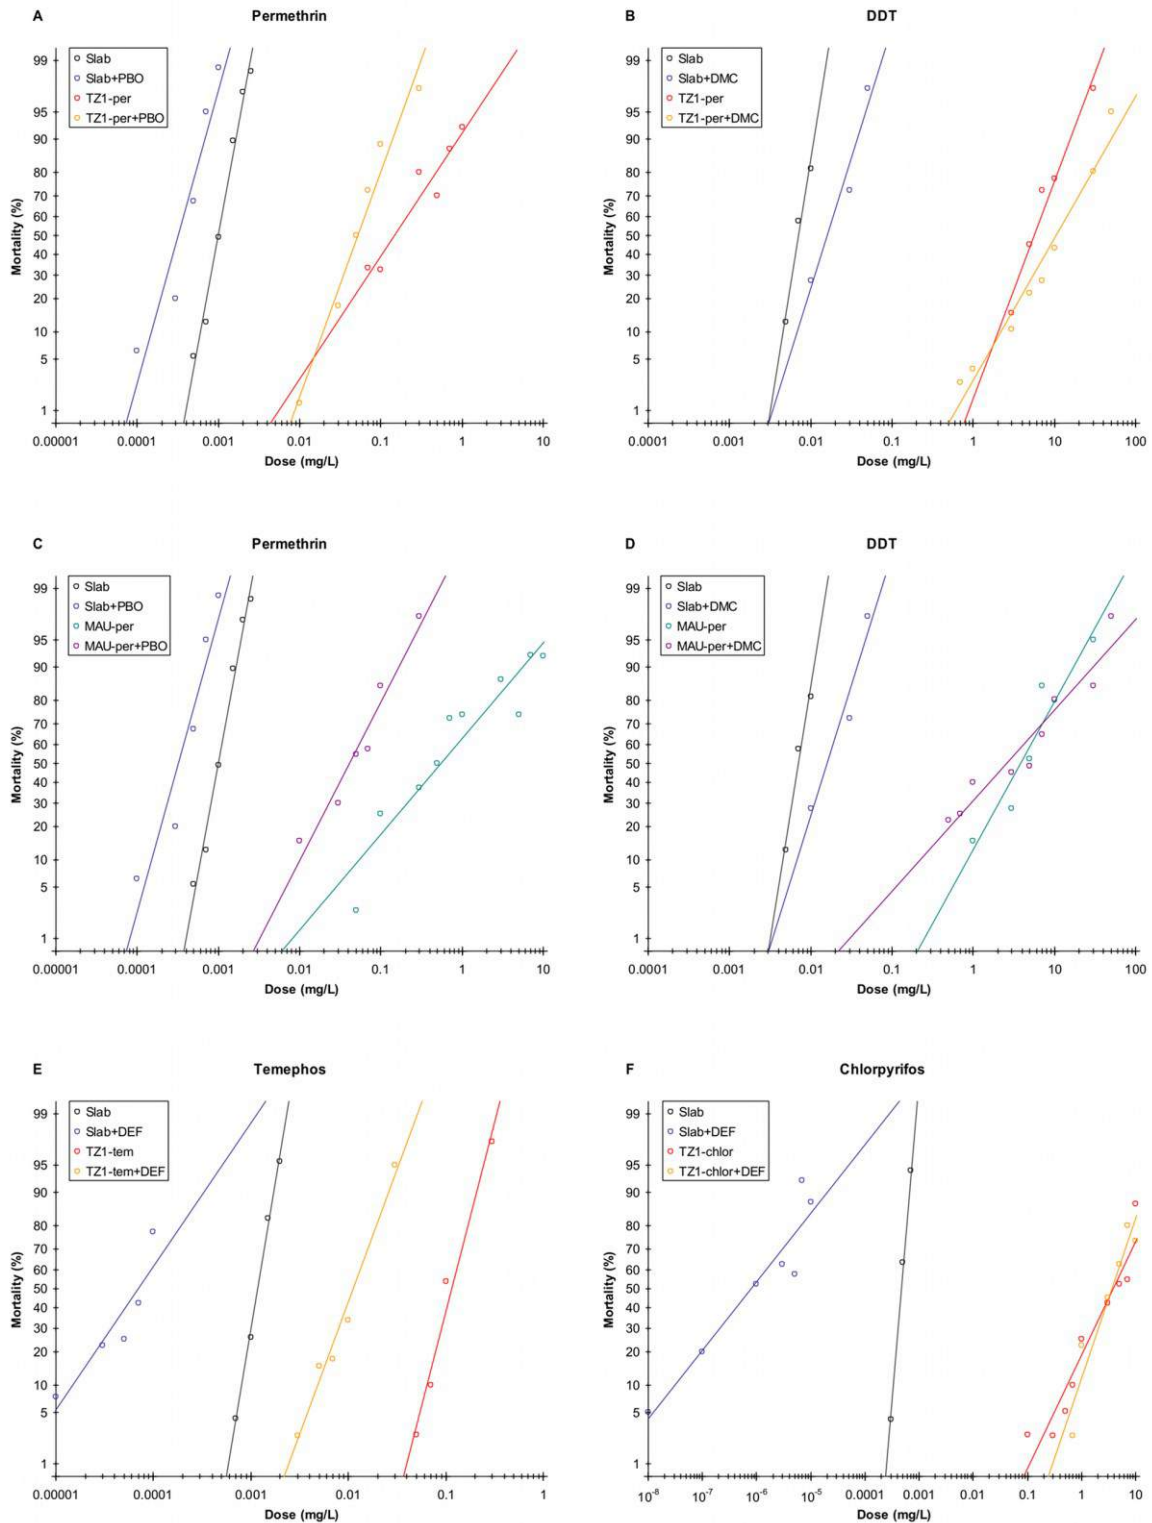 A Permethrin
Slab
Slab+PBO
TZ1-per
TZ1-per+PBO
99
95
90
80
70
60
50
40
30
20
10
5
1
Mortality (%)
0.00001 0.0001 0.001 0.01 0.1 1 10
Dose (mg/L)
B DDT
Slab
Slab+DMC
TZ1-per
TZ1-per+DMC
99
95
90
80
70
60
50
40
30
20
10
5
1
Mortality (%)
0.0001 0.001 0.01 0.1 1 10 100
Dose (mg/L)
C Permethrin
Slab
Slab+PBO
MAU-per
MAU-per+PBO
99
95
90
80
70
60
50
40
30
20
10
5
1
Mortality (%)
0.00001 0.0001 0.001 0.01 0.1 1 10
Dose (mg/L)
D DDT
Slab
Slab+DMC
MAU-per
MAU-per+DMC
99
95
90
80
70
60
50
40
30
20
10
5
1
Mortality (%)
0.0001 0.001 0.01 0.1 1 10 100
Dose (mg/L)
E Temephos
Slab
Slab+DEF
TZ1-tem
TZ1-tem+DEF
99
95
90
80
70
60
50
40
30
20
10
5
1
Mortality (%)
0.00001 0.0001 0.001 0.01 0.1 1
Dose (mg/L)
F Chlorpyrifos
Slab
Slab+DEF
TZ1-chlor
TZ1-chlor+DEF
99
95
90
80
70
60
50
40
30
20
10
5
1
Mortality (%)
10⁻⁸ 10⁻⁷ 10⁻⁶ 10⁻⁵ 0.0001 0.001 0.01 0.1 1 10
Dose (mg/L)